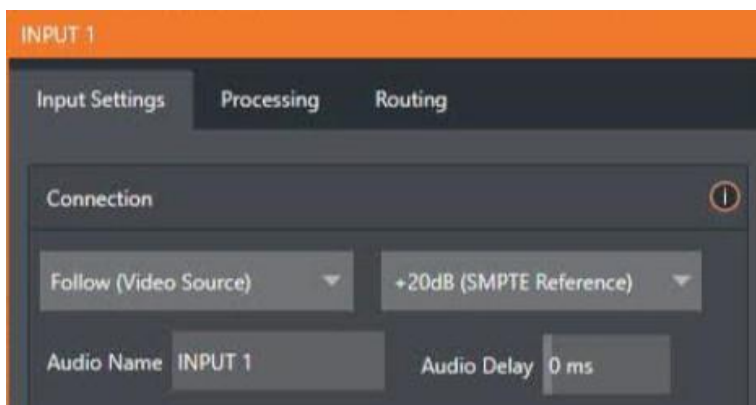 INPUT 1
Input Settings Processing Routing
Connection
Follow (Video Source) +20dB (SMPTE Reference)
Audio Name INPUT 1 Audio Delay 0 ms